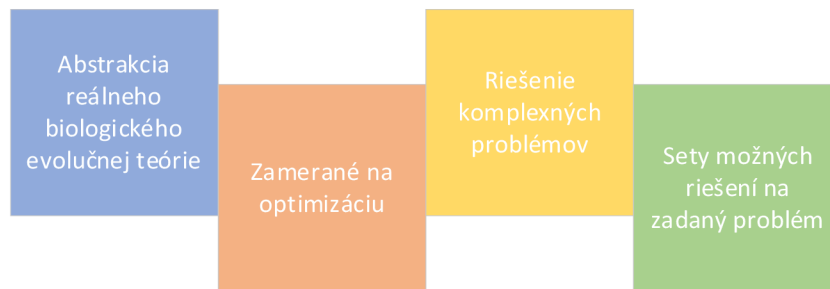 Abstrakcia
reálneho
biologického
evolučnej teórie
Zamerané na
optimizáciu
Riešenie
komplexných
problémov
Sety možných
riešení na
zadaný problém